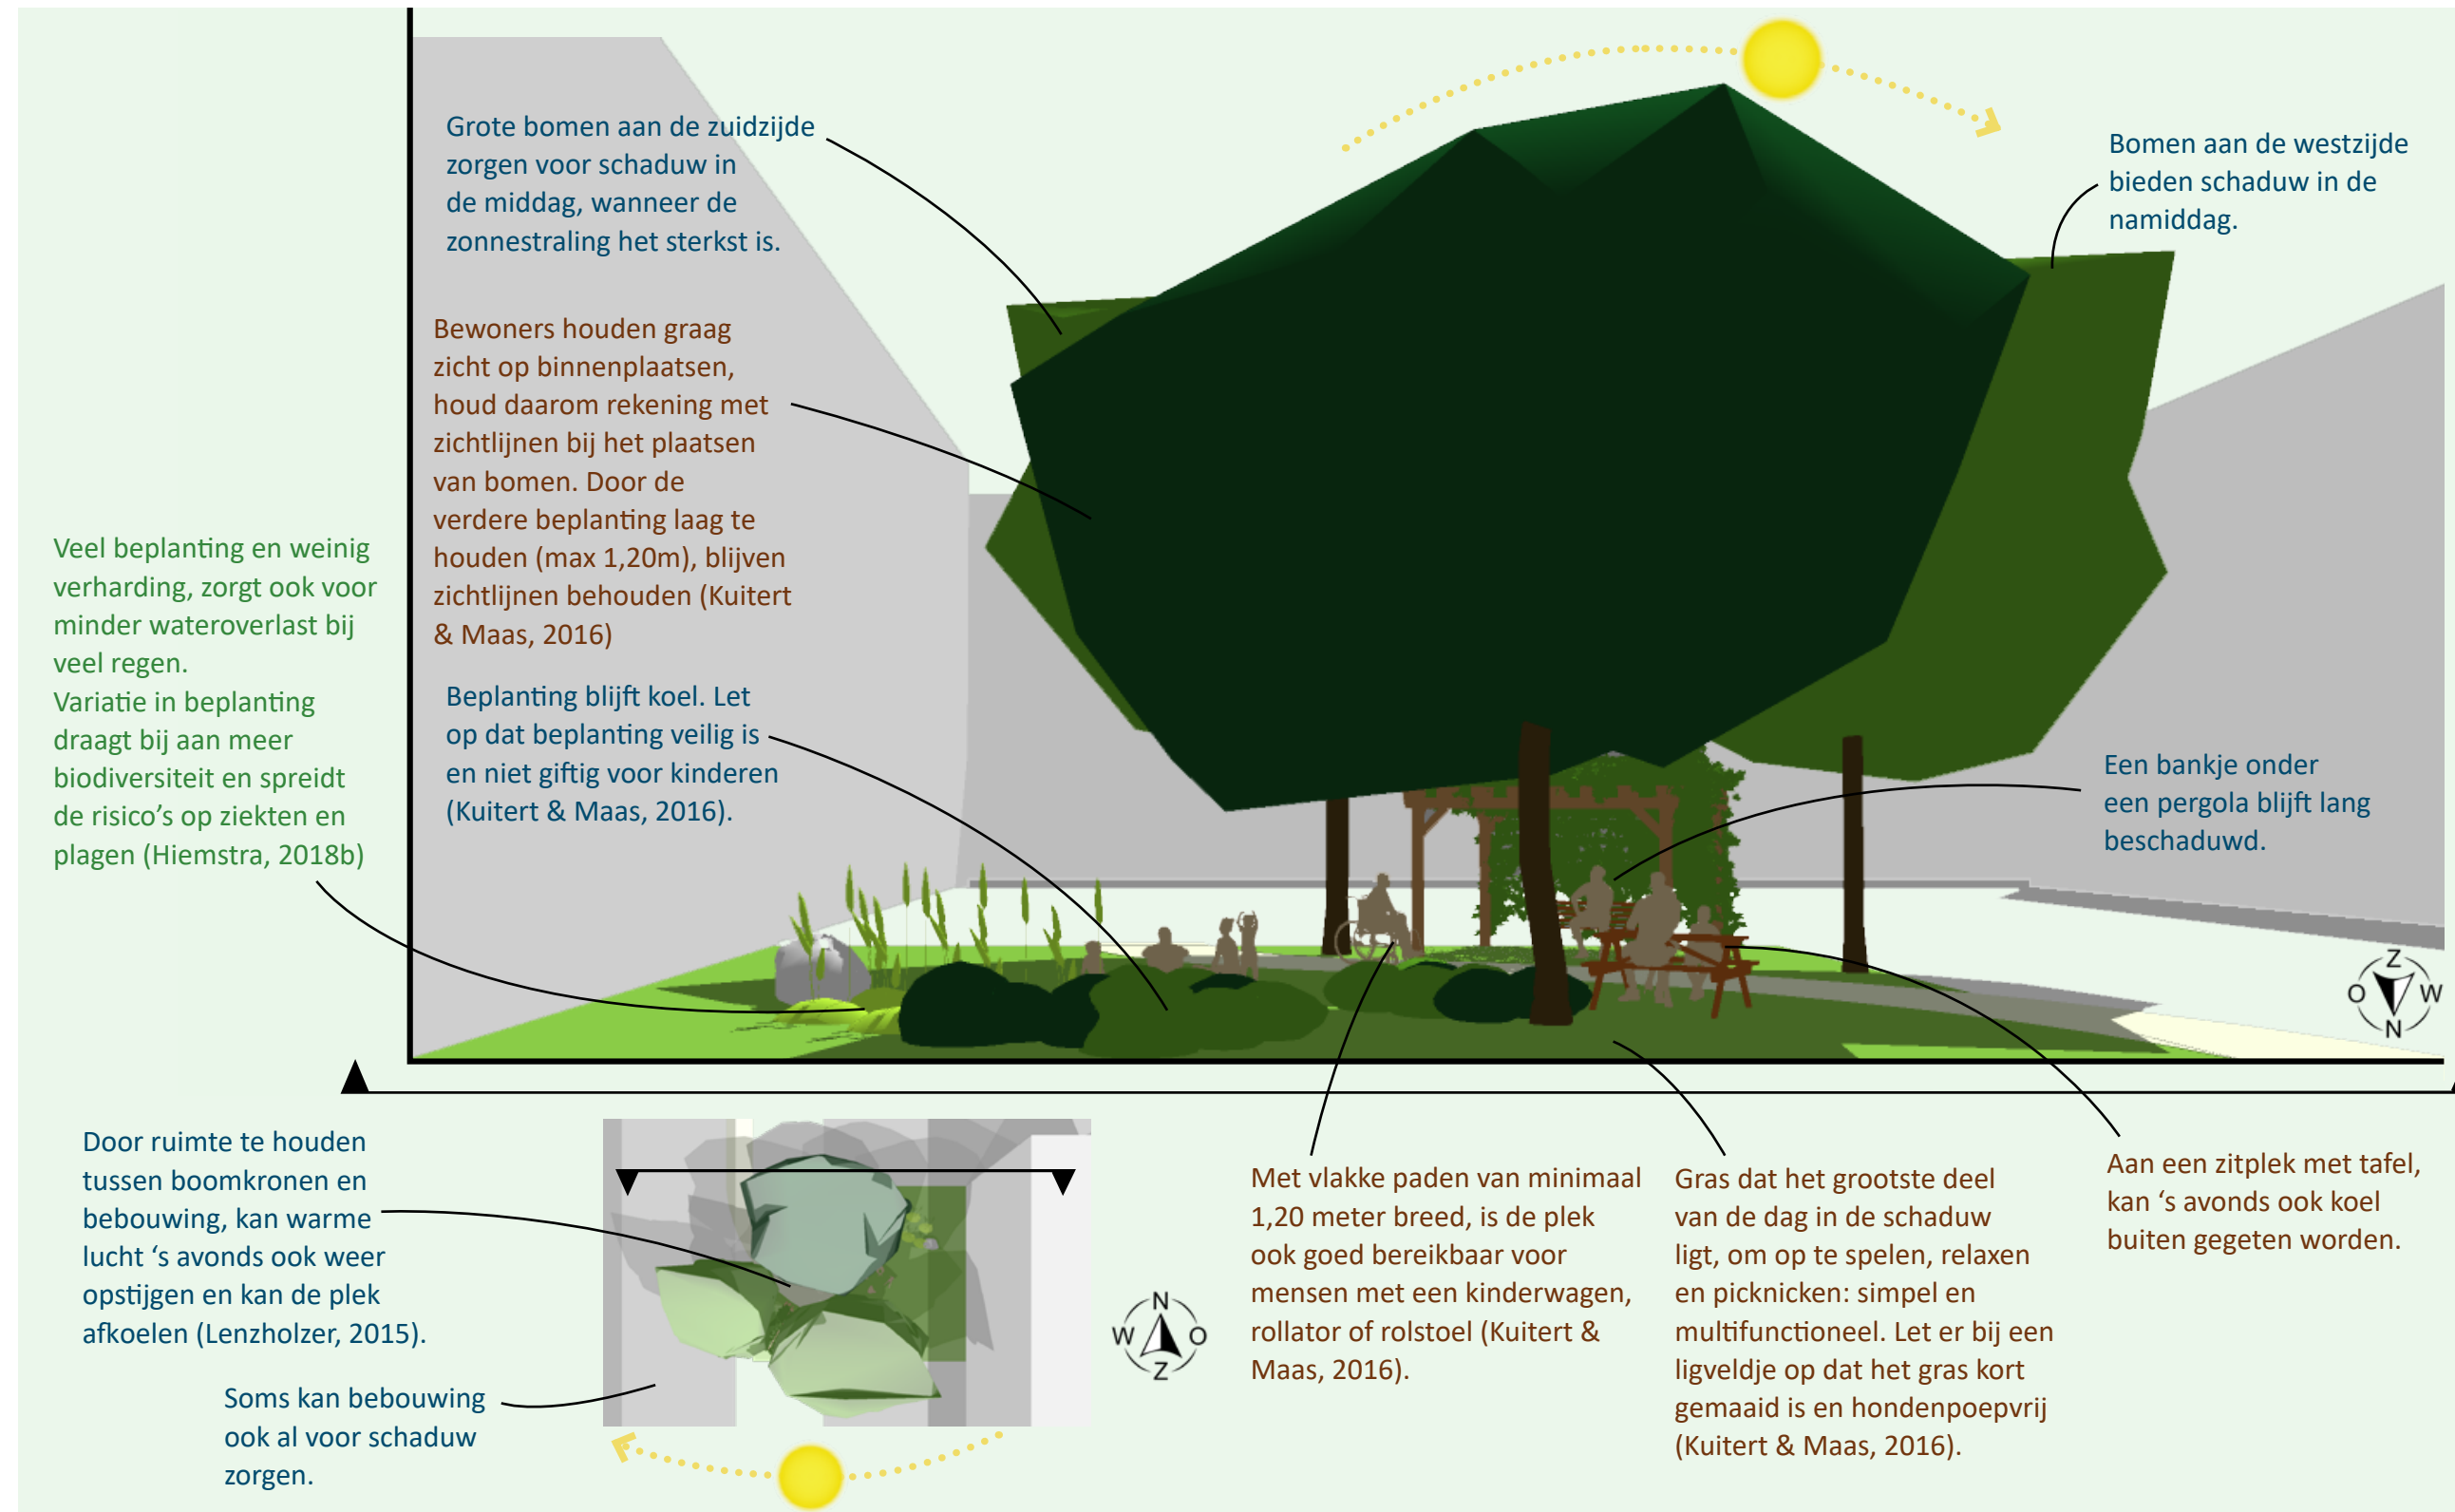 Grote bomen aan de zuidzijde
zorgen voor schaduw in
de middag, wanneer de
zonnestraling het sterkst is.
Bomen aan de westzijde
bieden schaduw in de
namiddag.
Bewoners houden graag
zicht op binnenplaatsen,
houd daarom rekening met
zichtlijnen bij het plaatsen
van bomen. Door de
verdere beplanting laag te
houden (max 1,20m), blijven
zichtlijnen behouden (Kuitert
& Maas, 2016)
Veel beplanting en weinig
verharding, zorgt ook voor
minder wateroverlast bij
veel regen.
Variatie in beplanting
draagt bij aan meer
biodiversiteit en spreidt
de risico's op ziekten en
plagen (Hiemstra, 2018b)
Beplanting blijft koel. Let
op dat beplanting veilig is
en niet giftig voor kinderen
(Kuitert & Maas, 2016).
Een bankje onder
een pergola blijft lang
beschaduwd.
Z
O W
N
Door ruimte te houden
tussen boomkronen en
bebouwing, kan warme
lucht ‘s avonds ook weer
opstijgen en kan de plek
afkoelen (Lenzholzer, 2015).
Soms kan bebouwing
ook al voor schaduw
zorgen.
N
W O
Z
Met vlakke paden van minimaal
1,20 meter breed, is de plek
ook goed bereikbaar voor
mensen met een kinderwagen,
rollator of rolstoel (Kuitert &
Maas, 2016).
Gras dat het grootste deel
van de dag in de schaduw
ligt, om op te spelen, relaxen
en picknicken: simpel en
multifunctioneel. Let er bij een
ligveldje op dat het gras kort
gemaaid is en hondenpoepvrij
(Kuitert & Maas, 2016).
Aan een zitplek met tafel,
kan ‘s avonds ook koel
buiten gegeten worden.